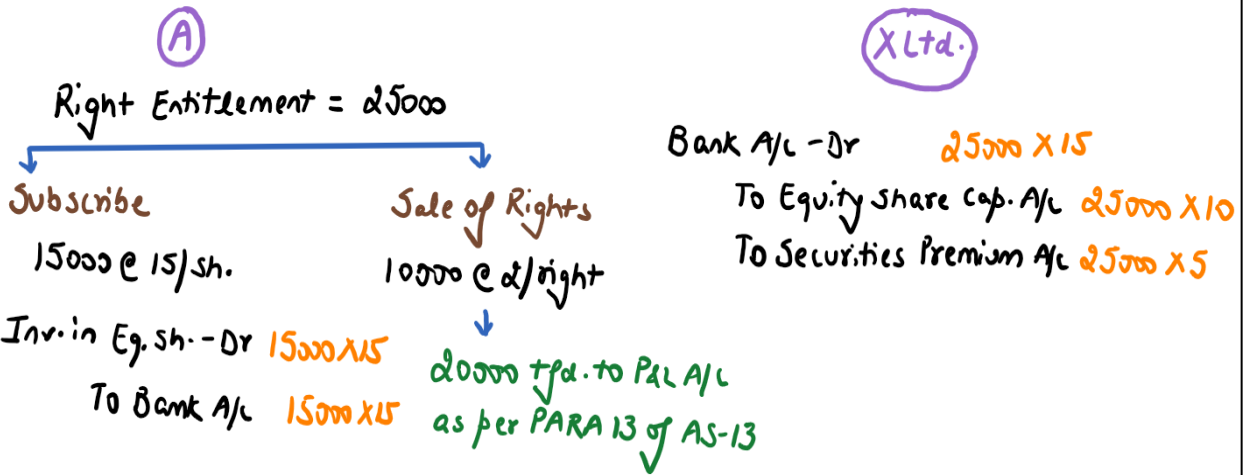 A
Right Entitlement = 25000
Subscribe
15000 @ 15/sh.
Inv. in Eq. Sh. - Dr 15000 X 15
To Bank A/c 15000 X 15
Sale of Rights
10000 @ 2/right
20000 tfd. to P&L A/c
as per PARA 13 of AS-13
X Ltd.
Bank A/c - Dr 25000 X 15
To Equity Share Cap. A/c 25000 X 10
To Securities Premium A/c 25000 X 5